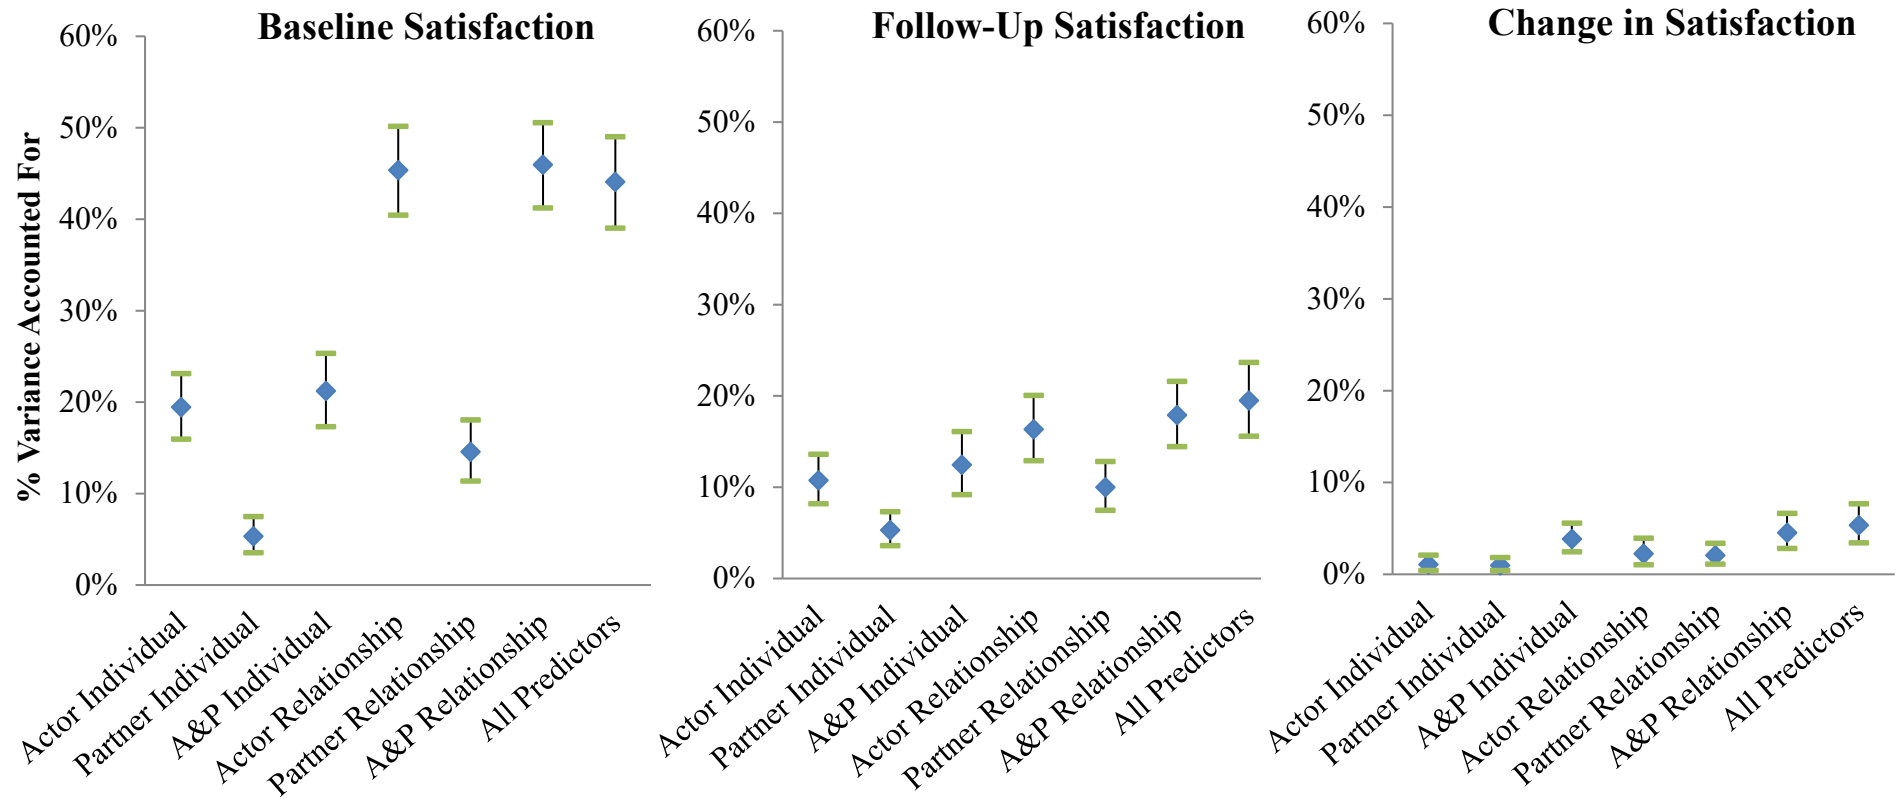 Baseline Satisfaction
% Variance Accounted For
60%
50%
40%
30%
20%
10%
0%
Actor Individual
Partner Individual
A&P Individual
Actor Relationship
Partner Relationship
A&P Relationship
All Predictors
Follow-Up Satisfaction
60%
50%
40%
30%
20%
10%
0%
Actor Individual
Partner Individual
A&P Individual
Actor Relationship
Partner Relationship
A&P Relationship
All Predictors
Change in Satisfaction
60%
50%
40%
30%
20%
10%
0%
Actor Individual
Partner Individual
A&P Individual
Actor Relationship
Partner Relationship
A&P Relationship
All Predictors